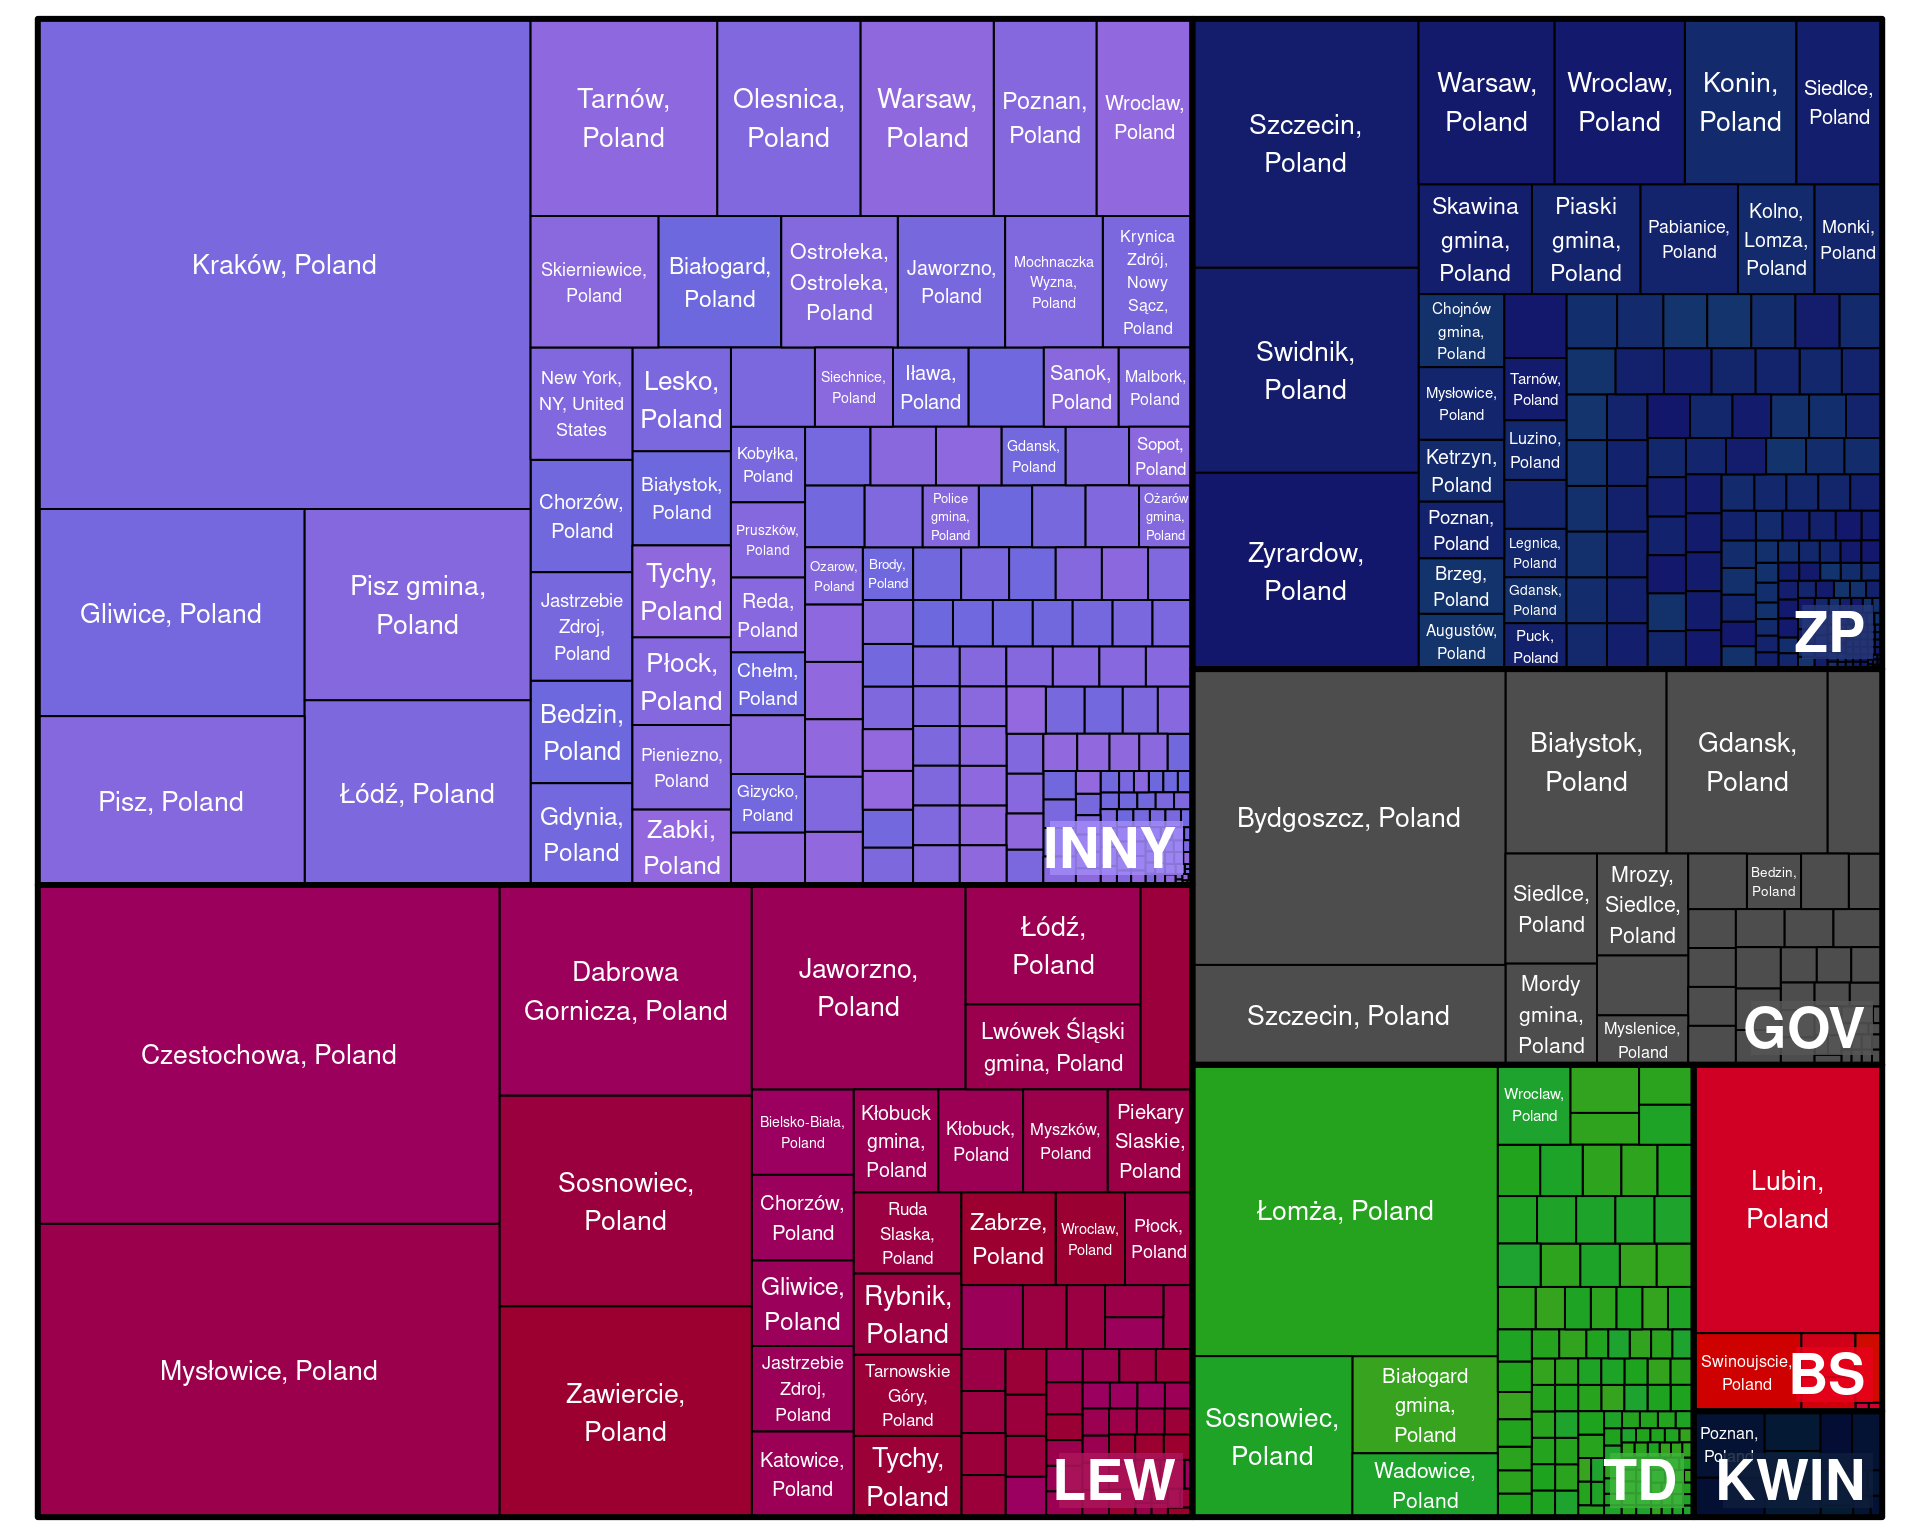 Kraków, Poland
Gliwice, Poland
Pisz gmina,
Poland
Pisz, Poland
Łódź, Poland
Tarnów,
Poland
Olesnica,
Poland
Warsaw,
Poland
Poznan,
Poland
Wroclaw,
Poland
Skierniewice,
Poland
Białogard,
Poland
Ostrołeka,
Ostroleka,
Poland
Jaworzno,
Poland
Mochnaczka
Wyzna,
Poland
Krynica
Zdrój,
Nowy
Sącz,
Poland
New York,
NY, United
States
Lesko,
Poland
Siechnice,
Poland
Iława,
Poland
Sanok,
Poland
Malbork,
Poland
Chorzów,
Poland
Białystok,
Poland
Kobyłka,
Poland
Gdansk,
Poland
Sopot,
Poland
Pruszków,
Poland
Police
gmina,
Poland
Ożarów
gmina,
Poland
Jastrzebie
Zdroj,
Poland
Tychy,
Poland
Reda,
Poland
Ozarow,
Poland
Brody,
Poland
Bedzin,
Poland
Płock,
Poland
Chełm,
Poland
Pieniezno,
Poland
Gdynia,
Poland
Zabki,
Poland
Gizycko,
Poland
INNY
Szczecin,
Poland
Swidnik,
Poland
Zyrardow,
Poland
Warsaw,
Poland
Wroclaw,
Poland
Konin,
Poland
Siedlce,
Poland
Skawina
gmina,
Poland
Piaski
gmina,
Poland
Pabianice,
Poland
Kolno,
Lomza,
Poland
Monki,
Poland
Chojnów
gmina,
Poland
Mysłowice,
Poland
Ketrzyn,
Poland
Poznan,
Poland
Brzeg,
Poland
Augustów,
Poland
Tarnów,
Poland
Luzino,
Poland
Legnica,
Poland
Gdansk,
Poland
Puck,
Poland
ZP
Bydgoszcz, Poland
Szczecin, Poland
Białystok,
Poland
Gdansk,
Poland
Siedlce,
Poland
Mrozy,
Siedlce,
Poland
Bedzin,
Poland
Mordy
gmina,
Poland
Myslenice,
Poland
GOV
Czestochowa, Poland
Mysłowice, Poland
Dabrowa
Gornicza, Poland
Sosnowiec,
Poland
Zawiercie,
Poland
Jaworzno,
Poland
Łódź,
Poland
Lwówek Śląski
gmina, Poland
Bielsko-Biała,
Poland
Kłobuck
gmina,
Poland
Kłobuck,
Poland
Myszków,
Poland
Piekary
Slaskie,
Poland
Chorzów,
Poland
Ruda
Slaska,
Poland
Zabrze,
Poland
Wroclaw,
Poland
Płock,
Poland
Gliwice,
Poland
Rybnik,
Poland
Jastrzebie
Zdroj,
Poland
Tarnowskie
Góry,
Poland
Katowice,
Poland
Tychy,
Poland
LEW
Łomża, Poland
Wroclaw,
Poland
Sosnowiec,
Poland
Białogard
gmina,
Poland
Wadowice,
Poland
TD
Lubin,
Poland
Swinoujscie,
Poland
BS
Poznan,
Poland
KWIN